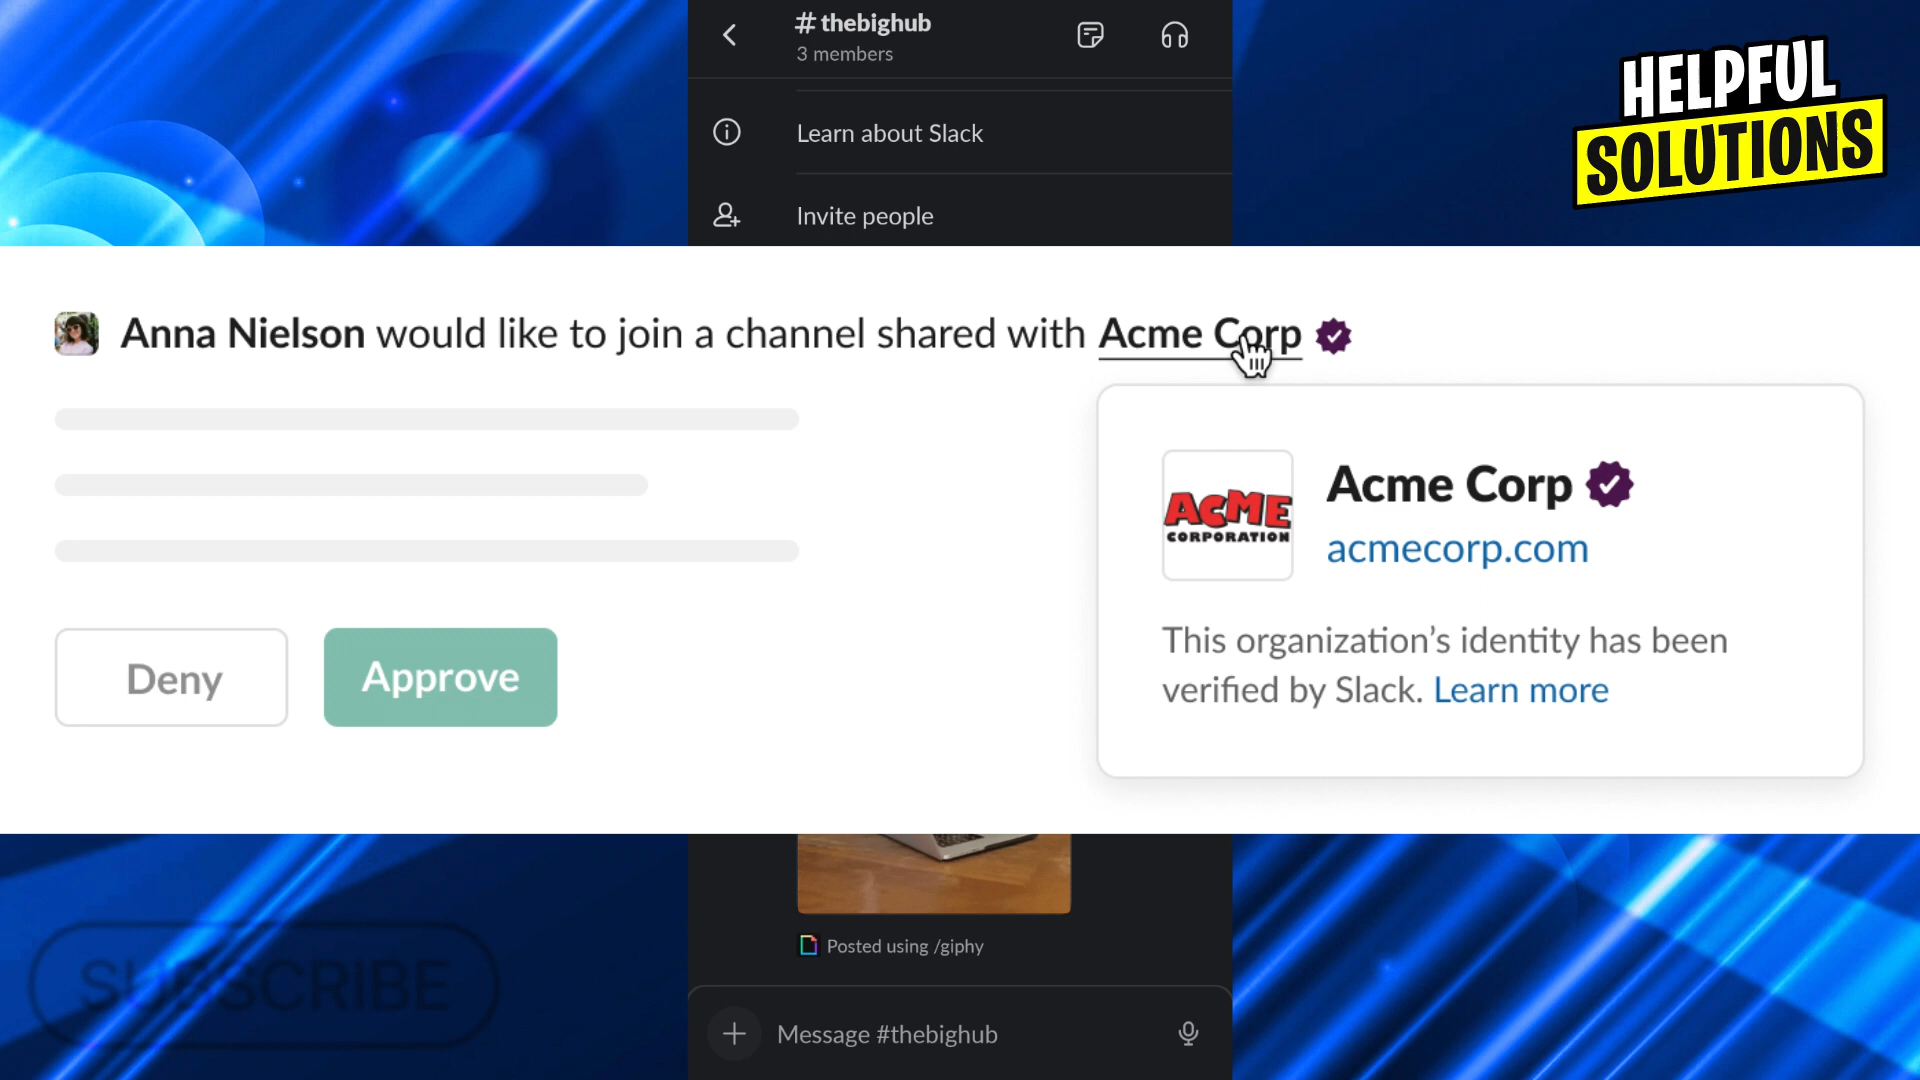 # thebighub
3 members
Learn about Slack
Invite people
HELPFUL
SOLUTIONS
Anna Nielson would like to join a channel shared with Acme Corp
Acme Corp
ACME
CORPORATION
acmecorp.com
This organization’s identity has been
verified by Slack. Learn more
Deny
Approve
Posted using /giphy
SUBSCRIBE
Message #thebighub